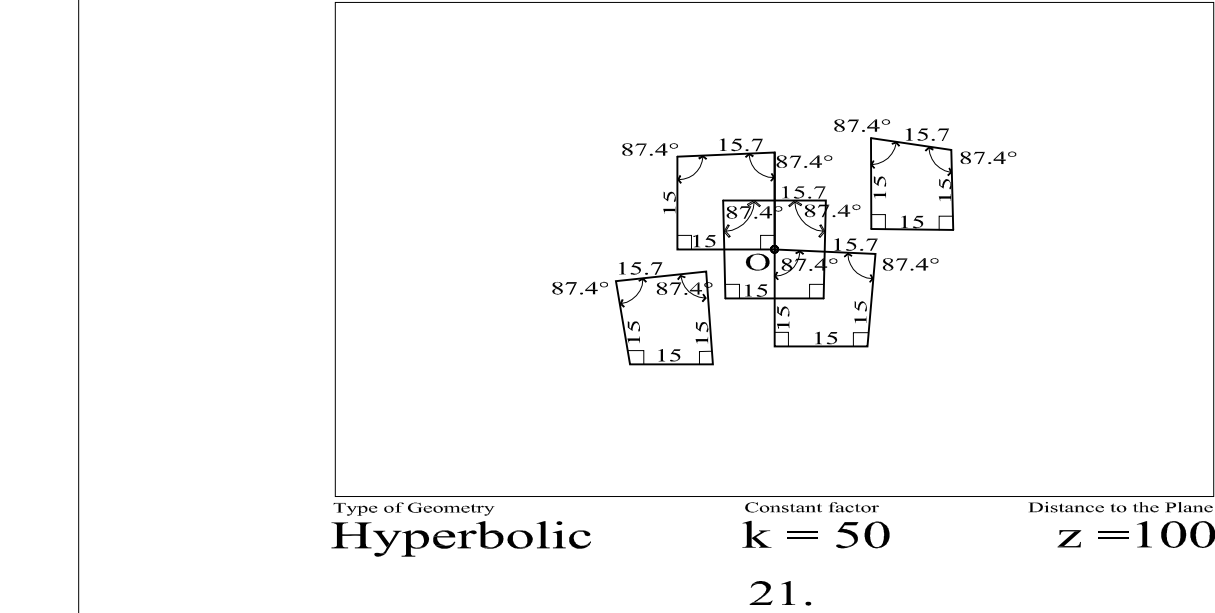 87.4° 15.7
87.4° 15.7 87.4° 87.4°
15 15 15
15.7
87.4° 87.4°
15 15
15.7
O 87.4° 87.4°
15.7
87.4° 87.4° 15
15 15 15 15
15 15
Type of Geometry Constant factor Distance to the Plane
Hyperbolic k = 50 z =100
21.